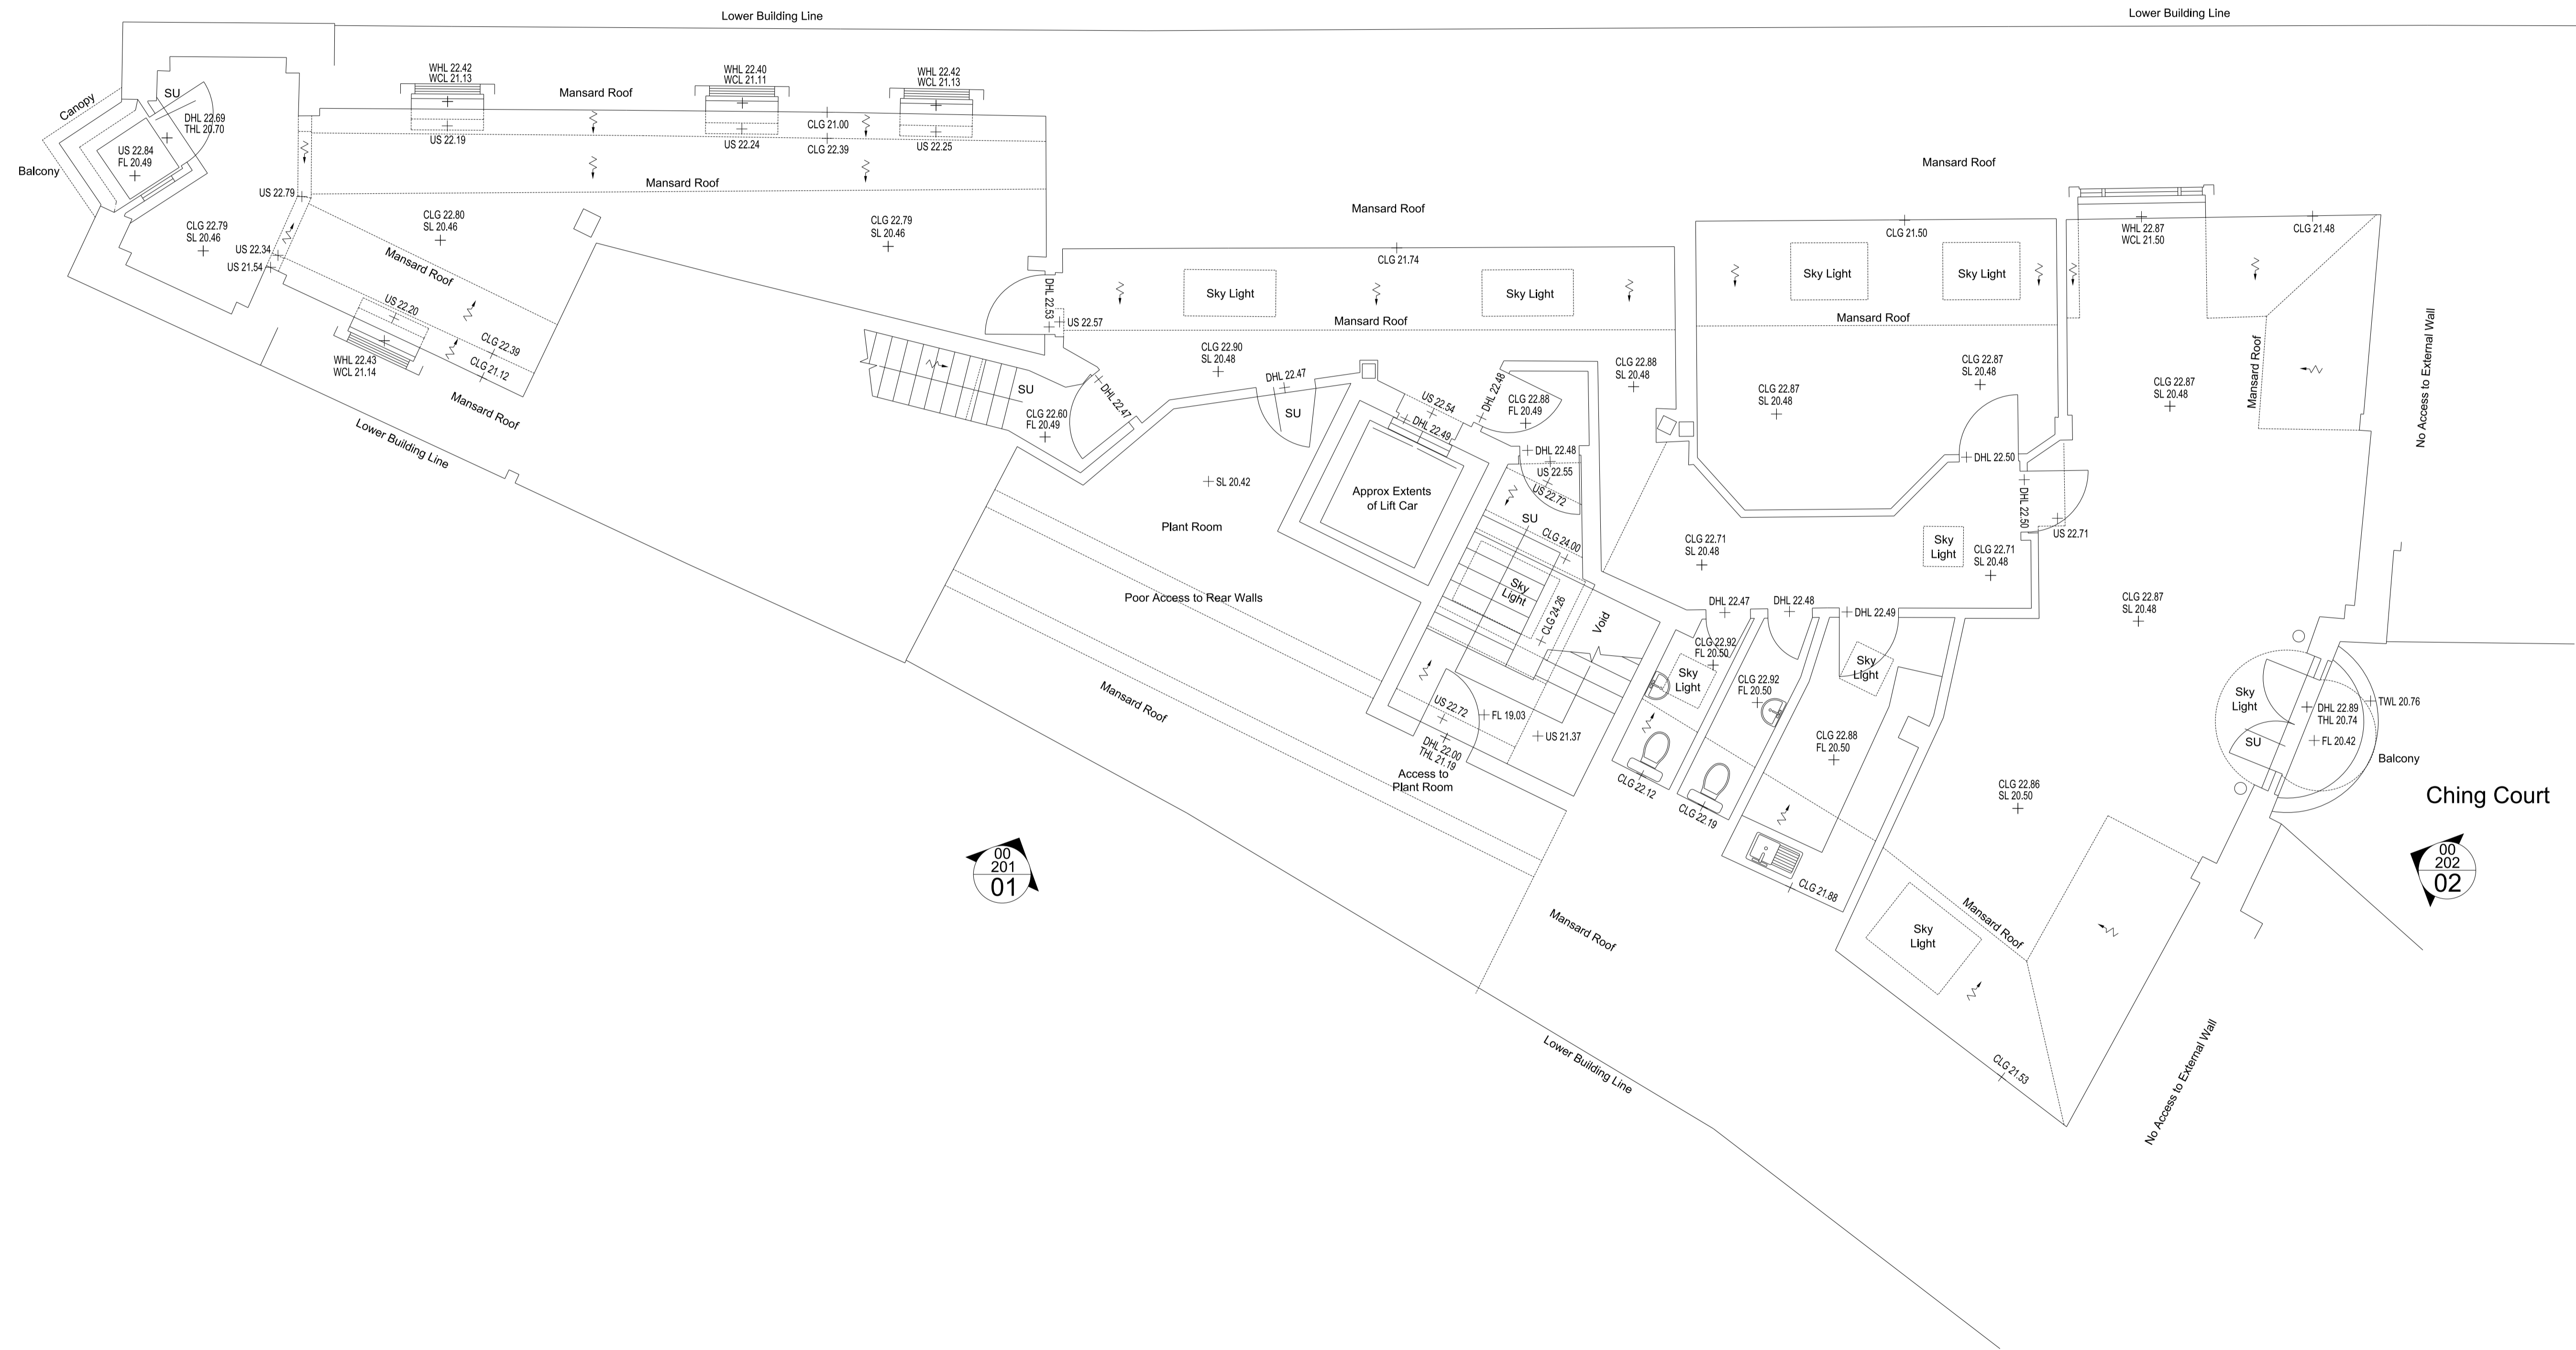 Lower Building Line
Lower Building Line
WHL 22.42
WCL 21.13
WHL 22.40
WCL 21.11
WHL 22.42
WCL 21.13
Mansard Roof
Canopy
SU
DHL 22.69
THL 20.70
US 22.84
FL 20.49
Balcony
CLG 21.00
CLG 22.39
US 22.19
US 22.24
US 22.25
Mansard Roof
US 22.79
CLG 22.79
SL 20.46
US 22.34
US 21.54
CLG 22.80
SL 20.46
CLG 22.79
SL 20.46
Mansard Roof
US 22.20
CLG 22.39
CLG 21.12
WHL 22.43
WCL 21.14
Mansard Roof
Lower Building Line
Mansard Roof
CLG 21.74
Sky Light
Sky Light
Mansard Roof
DHL 22.53
US 22.57
CLG 22.90
SL 20.48
CLG 22.88
SL 20.48
SU
CLG 22.60
FL 20.49
DHL 22.47
DHL 22.47
SU
US 22.54
DHL 22.49
DHL 22.48
CLG 22.88
FL 20.49
DHL 22.48
US 22.55
US 22.72
SL 20.42
Plant Room
Approx Extents
of Lift Car
SU
CLG 24.00
Sky
Light
CLG 24.26
Void
Poor Access to Rear Walls
US 22.72
FL 19.03
US 21.37
DHL 22.00
THL 21.19
Access to
Plant Room
Mansard Roof
Mansard Roof
CLG 21.50
Sky Light
Sky Light
Mansard Roof
CLG 22.87
SL 20.48
CLG 22.87
SL 20.48
DHL 22.50
DHL 22.50
US 22.71
CLG 22.71
SL 20.48
Sky
Light
CLG 22.71
SL 20.48
WHL 22.87
WCL 21.50
CLG 21.48
Mansard Roof
No Access to External Wall
CLG 22.87
SL 20.48
CLG 22.87
SL 20.48
DHL 22.47
DHL 22.48
DHL 22.49
CLG 22.92
FL 20.50
Sky
Light
CLG 22.92
FL 20.50
Sky
Light
CLG 22.88
FL 20.50
CLG 22.12
CLG 22.19
CLG 21.88
CLG 22.86
SL 20.50
Sky
Light
SU
DHL 22.89
THL 20.74
FL 20.42
TWL 20.76
Balcony
Ching Court
00
201
01
00
202
02
Mansard Roof
Mansard Roof
Sky
Light
CLG 21.53
Lower Building Line
No Access to External Wall